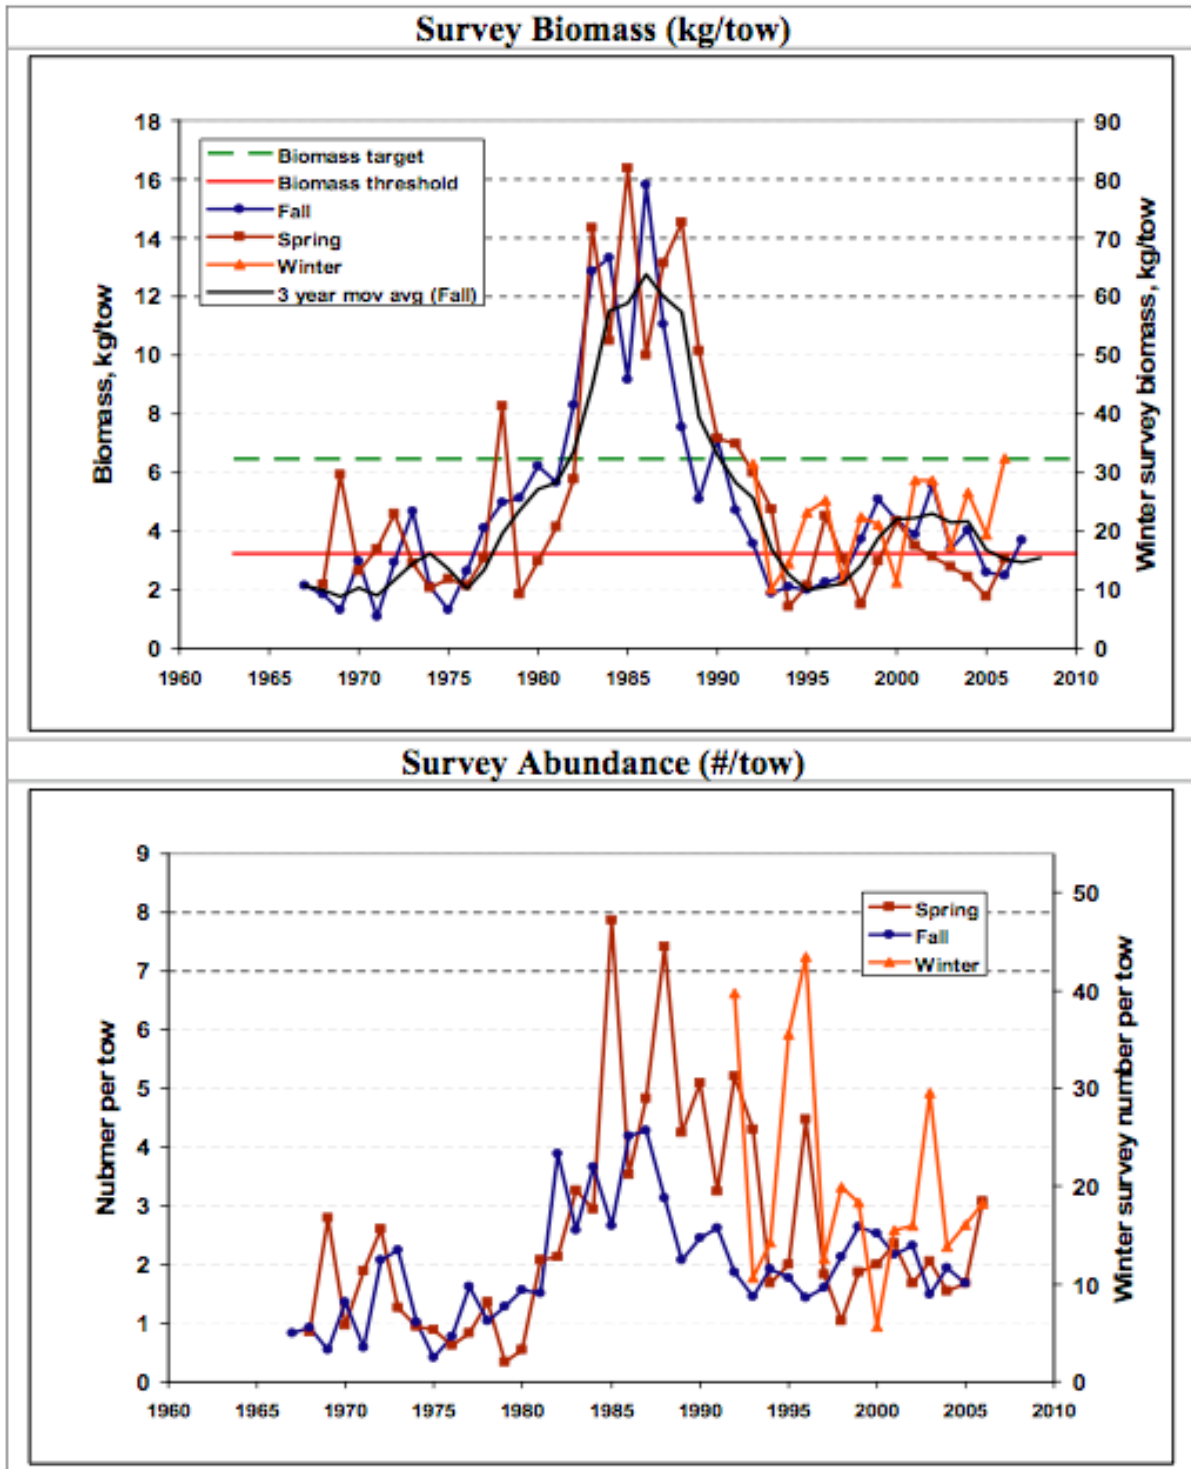 Survey Biomass (kg/tow)
18
16
14
12
10
8
6
4
2
0
Biomass, kg/tow
Biomass target
Biomass threshold
Fall
Spring
Winter
3 year mov avg (Fall)
90
80
70
60
50
40
30
20
10
0
Winter survey biomass, kg/tow
1960 1965 1970 1975 1980 1985 1990 1995 2000 2005 2010
Survey Abundance (#/tow)
9
8
7
6
5
4
3
2
1
0
Nubmer per tow
Spring
Fall
Winter
50
40
30
20
10
0
Winter survey number per tow
1960 1965 1970 1975 1980 1985 1990 1995 2000 2005 2010